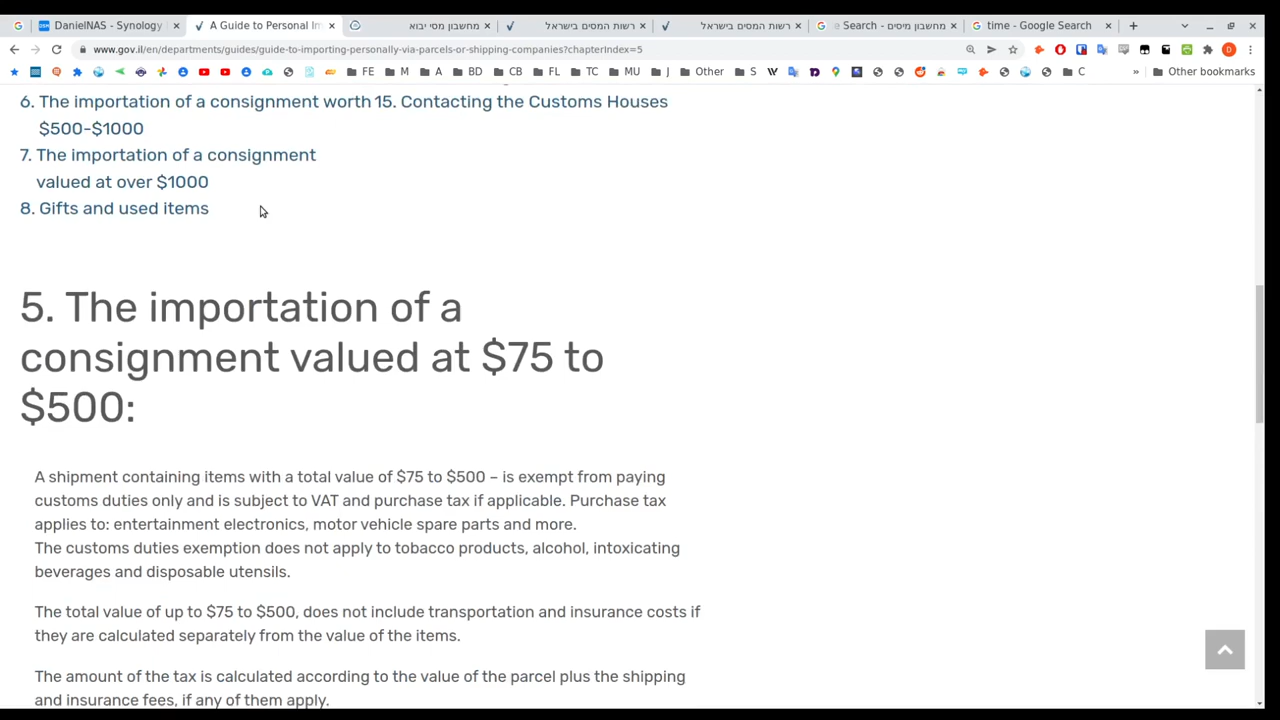 DanielNAS - Synology
A Guide to Personal Im
מחשבון מסי יבוא
רשות המסים בישראל
רשות המסים בישראל
מחשבון מיסים - Search
time - Google Search
www.gov.il/en/departments/guides/guide-to-importing-personally-via-parcels-or-shipping-companies?chapterIndex=5
FE M A BD CB FL TC MU J Other S C » Other bookmarks
6. The importation of a consignment worth 15. Contacting the Customs Houses
$500-$1000
7. The importation of a consignment
valued at over $1000
8. Gifts and used items
5. The importation of a
consignment valued at $75 to
$500:
A shipment containing items with a total value of $75 to $500 – is exempt from paying
customs duties only and is subject to VAT and purchase tax if applicable. Purchase tax
applies to: entertainment electronics, motor vehicle spare parts and more.
The customs duties exemption does not apply to tobacco products, alcohol, intoxicating
beverages and disposable utensils.
The total value of up to $75 to $500, does not include transportation and insurance costs if
they are calculated separately from the value of the items.
The amount of the tax is calculated according to the value of the parcel plus the shipping
and insurance fees, if any of them apply.